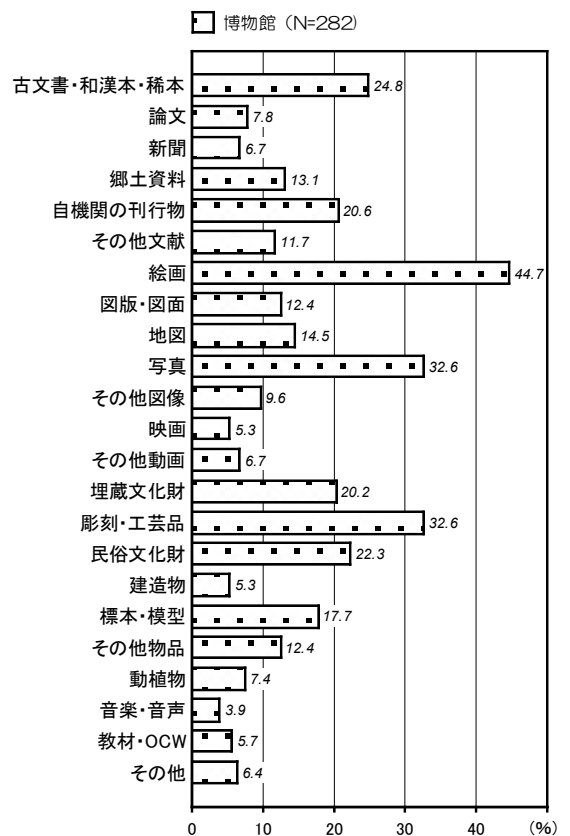 博物館（N=282)
古文書・和漢本・稀本 24.8
論文 7.8
新聞 6.7
郷土資料 13.1
自機関の刊行物 20.6
その他文献 11.7
絵画 44.7
図版・図面 12.4
地図 14.5
写真 32.6
その他図像 9.6
映画 5.3
その他動画 6.7
埋蔵文化財 20.2
彫刻・工芸品 32.6
民俗文化財 22.3
建造物 5.3
標本・模型 17.7
その他物品 12.4
動植物 7.4
音楽・音声 3.9
教材・OCW 5.7
その他 6.4
0 10 20 30 40 (%)